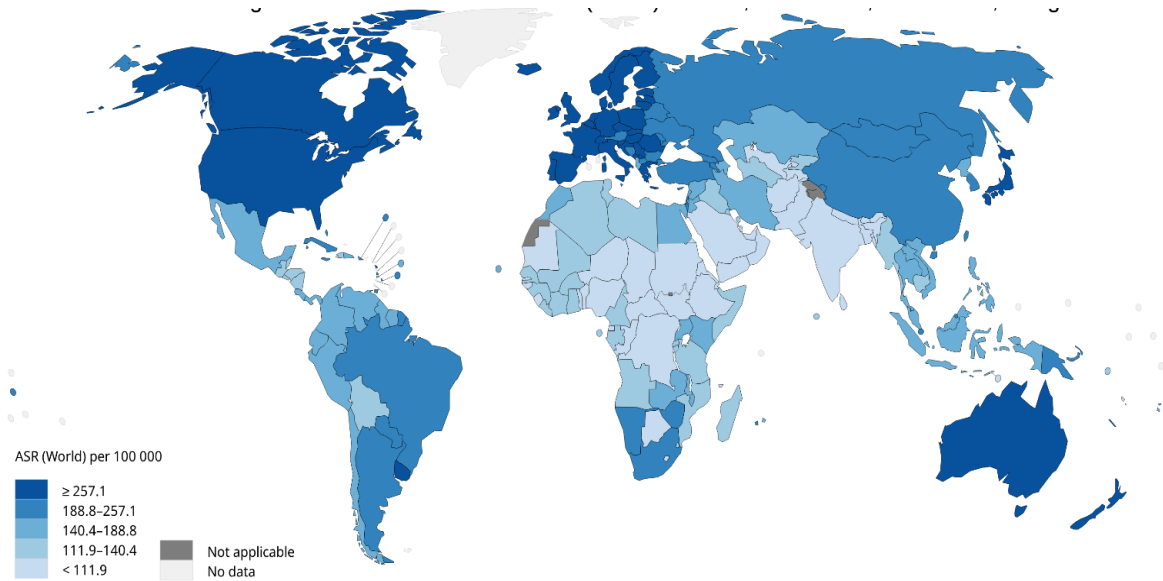 ASR (World) per 100 000
≥ 257.1
188.8–257.1
140.4–188.8
111.9–140.4
< 111.9
Not applicable
No data